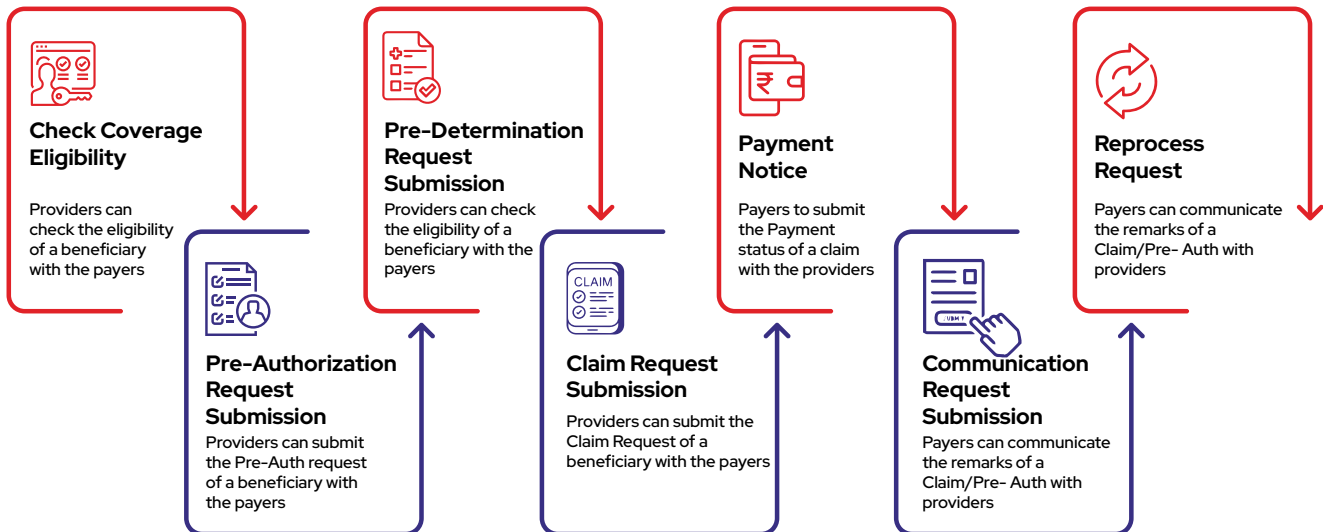 Check Coverage
Eligibility
Providers can
check the eligibility
of a beneficiary
with the payers
Pre-Authorization
Request
Submission
Providers can submit
the Pre-Auth request
of a beneficiary with
the payers
Pre-Determination
Request
Submission
Providers can check
the eligibility of a
beneficiary with the
payers
CLAIM
Claim Request
Submission
Providers can submit the
Claim Request of a
beneficiary with the payers
₹
Payment
Notice
Payers to submit
the Payment
status of a claim
with the providers
Communication
Request
Submission
Payers can communicate
the remarks of a
Claim/Pre- Auth with
providers
Reprocess
Request
Payers can communicate
the remarks of a
Claim/Pre- Auth with
providers